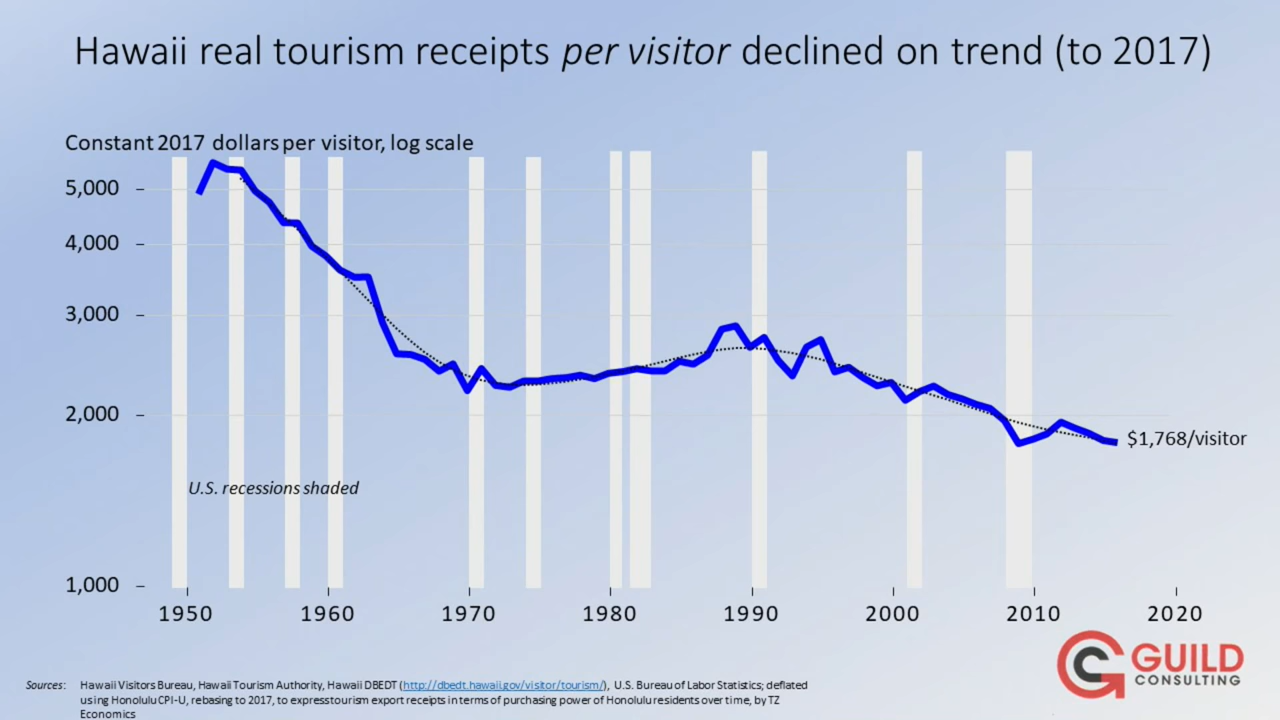 Hawaii real tourism receipts per visitor declined on trend (to 2017)
Constant 2017 dollars per visitor, log scale
5,000
4,000
3,000
2,000
$1,768/visitor
U.S. recessions shaded
1,000
1950 1960 1970 1980 1990 2000 2010 2020
GUILD
CONSULTING
Sources: Hawaii Visitors Bureau, Hawaii Tourism Authority, Hawaii DBEDT (http://dbedt.hawaii.gov/visitor/tourism/), U.S. Bureau of Labor Statistics; deflated
using Honolulu CPI-U, rebasing to 2017, to express tourism export receipts in terms of purchasing power of Honolulu residents over time, by TZ
Economics